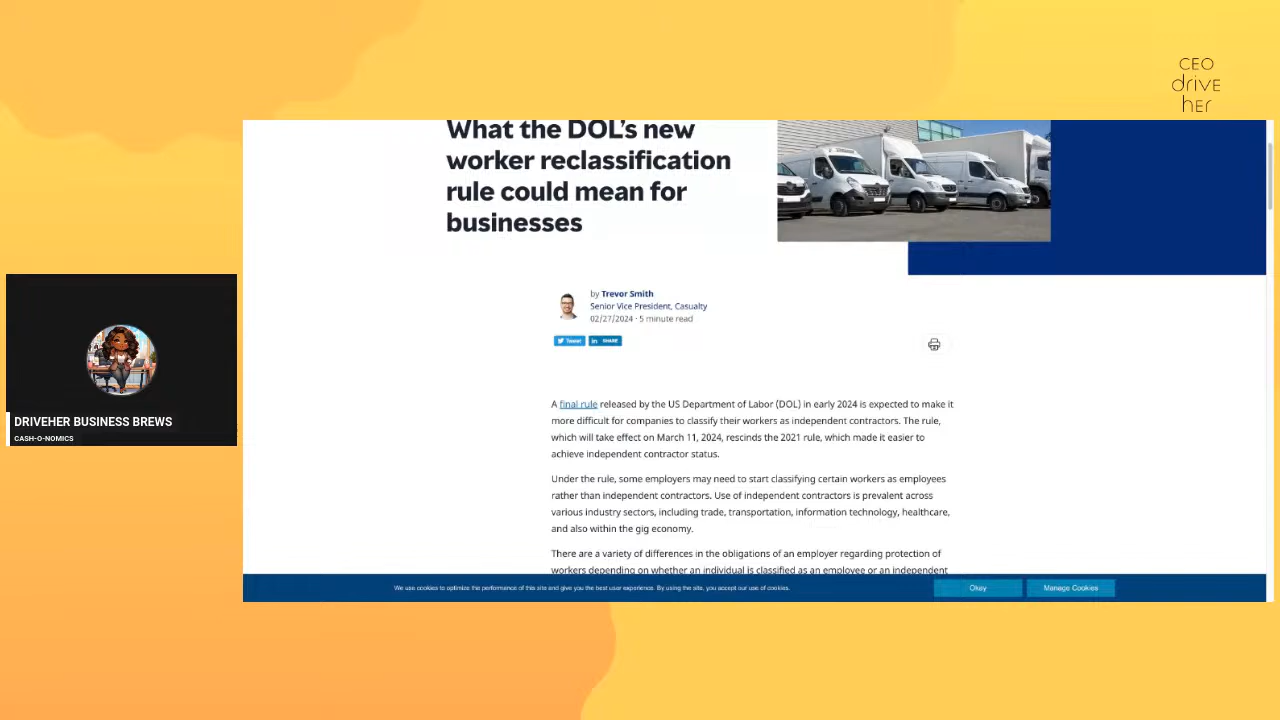 CEO
drive
her
What the DOL's new
worker reclassification
rule could mean for
businesses
by Trevor Smith
Senior Vice President, Casualty
02/27/2024 · 5 minute read
Tweet
in SHARE
A final rule released by the US Department of Labor (DOL) in early 2024 is expected to make it
more difficult for companies to classify their workers as independent contractors. The rule,
which will take effect on March 11, 2024, rescinds the 2021 rule, which made it easier to
achieve independent contractor status.
Under the rule, some employers may need to start classifying certain workers as employees
rather than independent contractors. Use of independent contractors is prevalent across
various industry sectors, including trade, transportation, information technology, healthcare,
and also within the gig economy.
There are a variety of differences in the obligations of an employer regarding protection of
workers depending on whether an individual is classified as an employee or an independent
We use cookies to optimize the performance of this site and give you the best user experience. By using the site, you accept our use of cookies.
Okay
Manage Cookies
DRIVEHER BUSINESS BREWS
CASH-O-NOMICS